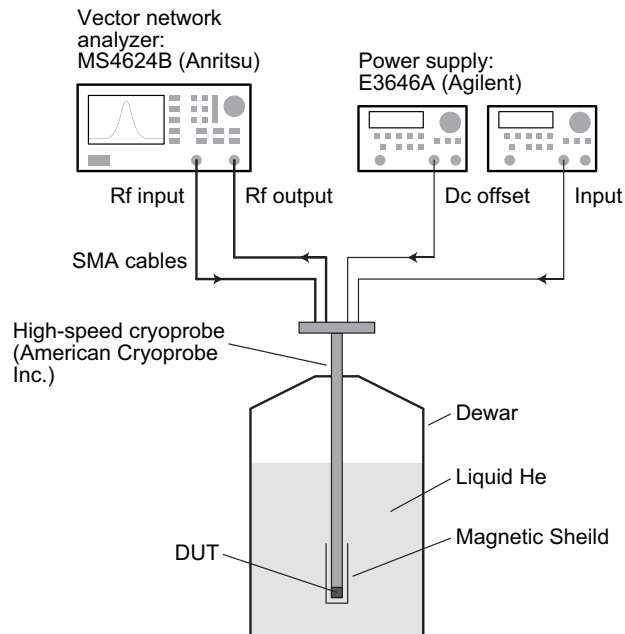 Vector network
analyzer:
MS4624B (Anritsu)
Power supply:
E3646A (Agilent)
Rf input
Rf output
Dc offset
Input
SMA cables
High-speed cryoprobe
(American Cryoprobe
Inc.)
Dewar
Liquid He
Magnetic Sheild
DUT